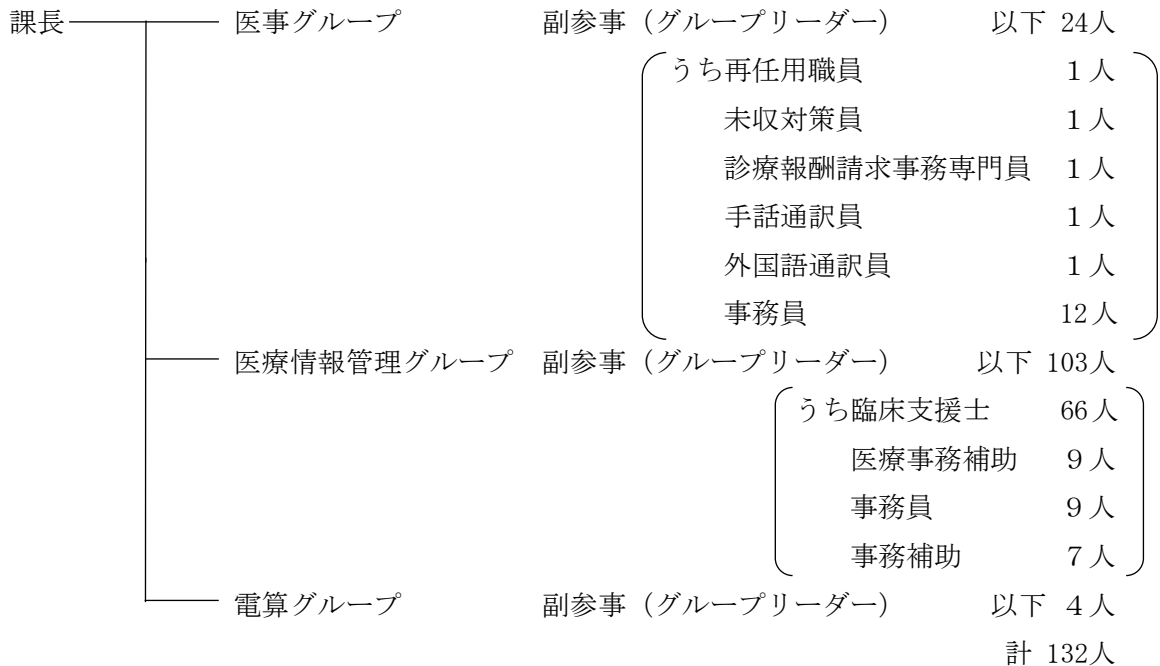 課長 医事グループ 副参事（グループリーダー） 以下 24人
うち再任用職員 1人
未収対策員 1人
診療報酬請求事務専門員 1人
手話通訳員 1人
外国語通訳員 1人
事務員 12人
医療情報管理グループ 副参事（グループリーダー） 以下 103人
うち臨床支援士 66人
医療事務補助 9人
事務員 9人
事務補助 7人
電算グループ 副参事（グループリーダー） 以下 4人
計 132人